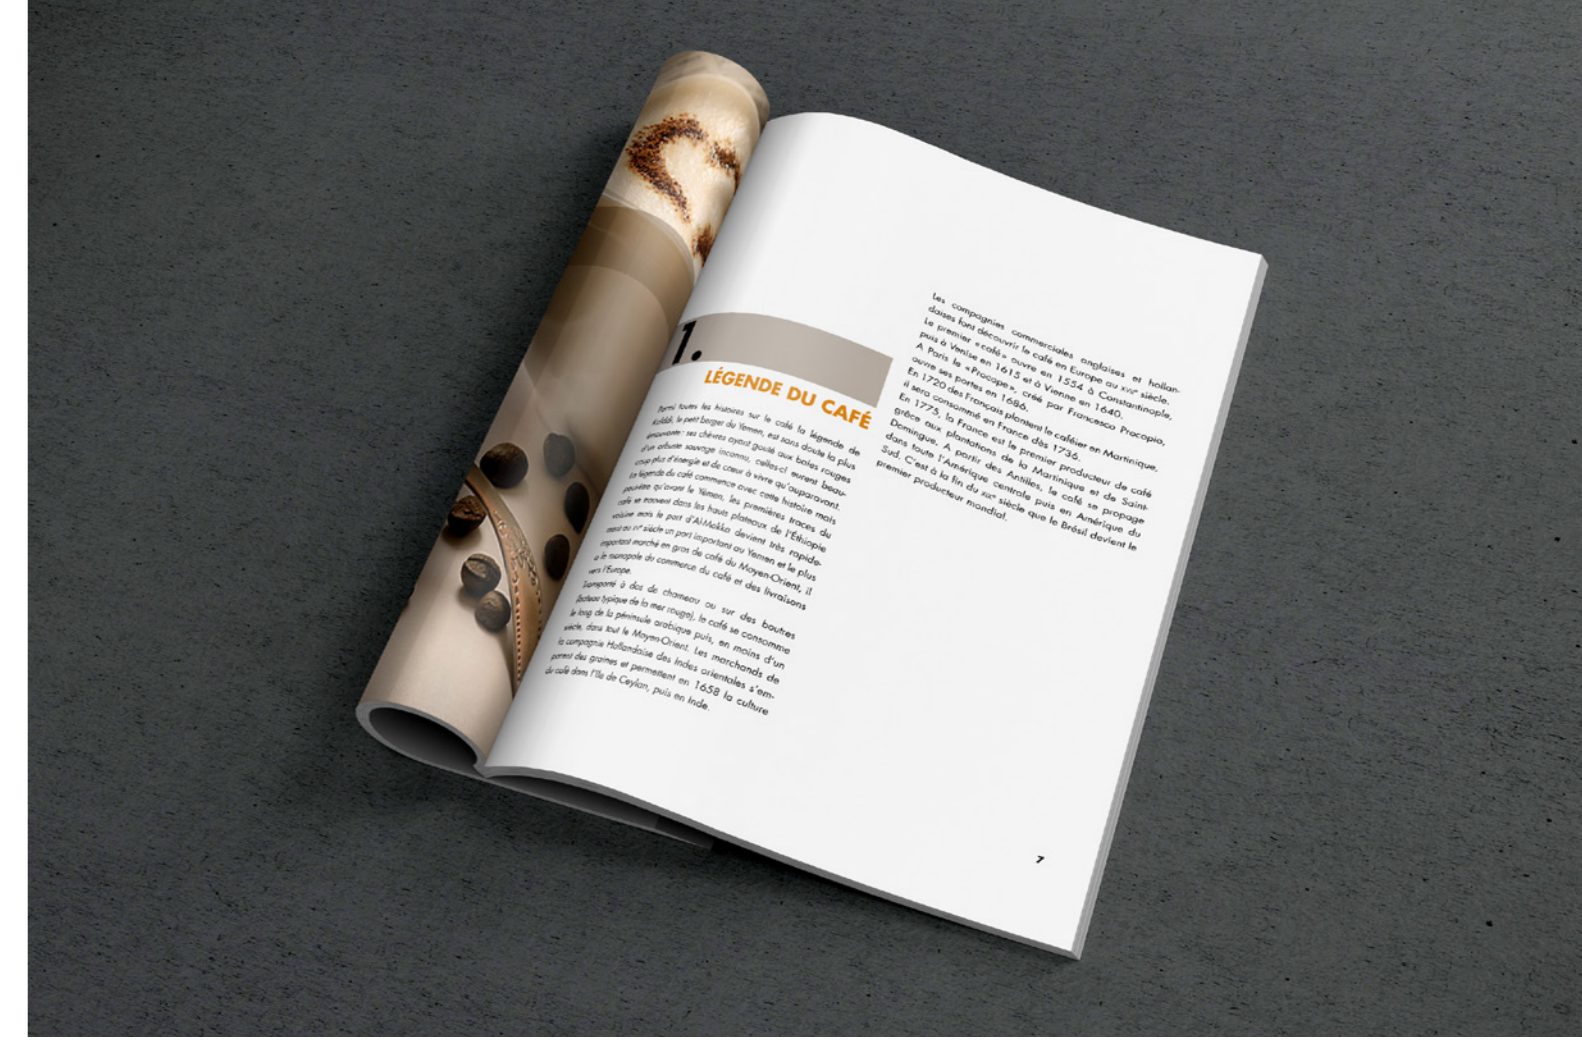 1.
LÉGENDE DU CAFÉ
Parmi toutes les histoires sur le café la légende de
Kaldi, le petit berger du Yemen, est sans doute la plus
émouvante : ses chèvres ayant goûté aux baies rouges
d'un arbuste sauvage inconnu, celles-ci eurent beau-
coup plus d'énergie et de cœur à vivre qu'auparavant.
La légende du café commence avec cette histoire mais
peut-être qu'avant le Yémen, les premières traces du
café se trouvent dans les hauts plateaux de l'Éthiopie
voisine mais le port d'Al-Mokka devient très rapide-
ment au XVᵉ siècle un port important au Yemen et le plus
important marché en gros de café du Moyen-Orient, il
a le monopole du commerce du café et des livraisons
vers l'Europe.
Transporté à dos de chameau ou sur des boutres
(bateau typique de la mer rouge), le café se consomme
le long de la péninsule arabique puis, en moins d'un
siècle, dans tout le Moyen-Orient. Les marchands de
la compagnie Hollandaise des Indes orientales s'em-
parent des graines et permettent en 1658 la culture
du café dans l'île de Ceylan, puis en Inde.
Les compagnies commerciales anglaises et hollan-
daises font découvrir le café en Europe au XVIIᵉ siècle.
Le premier «café» ouvre en 1554 à Constantinople,
puis à Venise en 1615 et à Vienne en 1640.
A Paris le «Procope», créé par Francesco Procopio,
ouvre ses portes en 1686.
En 1720 des Français plantent le caféier en Martinique,
il sera consommé en France dès 1736.
En 1775, la France est le premier producteur de café
grâce aux plantations de la Martinique et de Saint-
Domingue. A partir des Antilles, le café se propage
dans toute l'Amérique centrale puis en Amérique du
Sud. C'est à la fin du XIXᵉ siècle que le Brésil devient le
premier producteur mondial.
7